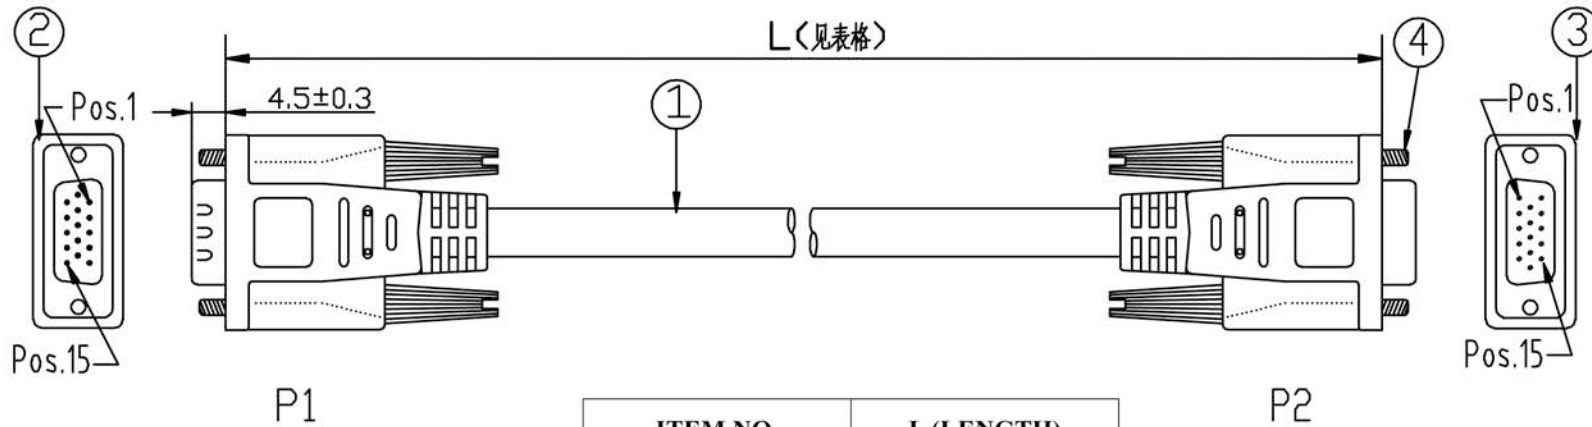 ② L(见表格) ④ ③
Pos.1 4.5±0.3 ① Pos.1
Pos.15 Pos.15
P1 P2
ITEM NO L (LENGTH)